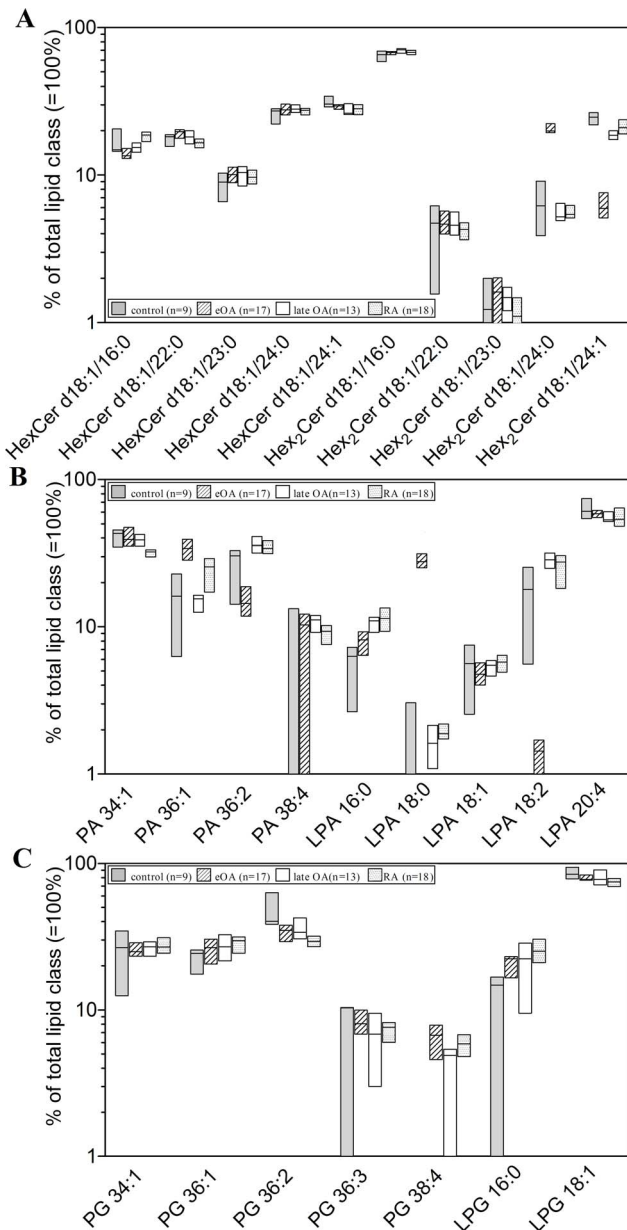 A
% of total lipid class (=100%)
100
10
1
control (n=9) eOA (n=17) late OA(n=13) RA (n=18)
HexCer d18:1/16:0
HexCer d18:1/22:0
HexCer d18:1/23:0
HexCer d18:1/24:0
HexCer d18:1/24:1
Hex₂Cer d18:1/16:0
Hex₂Cer d18:1/22:0
Hex₂Cer d18:1/23:0
Hex₂Cer d18:1/24:0
Hex₂Cer d18:1/24:1
B
% of total lipid class (=100%)
100
10
1
control (n=9) eOA (n=17) late OA(n=13) RA (n=18)
PA 34:1
PA 36:1
PA 36:2
PA 38:4
LPA 16:0
LPA 18:0
LPA 18:1
LPA 18:2
LPA 20:4
C
% of total lipid class (=100%)
100
10
1
control (n=9) eOA (n=17) late OA(n=13) RA (n=18)
PG 34:1
PG 36:1
PG 36:2
PG 36:3
PG 38:4
LPG 16:0
LPG 18:1